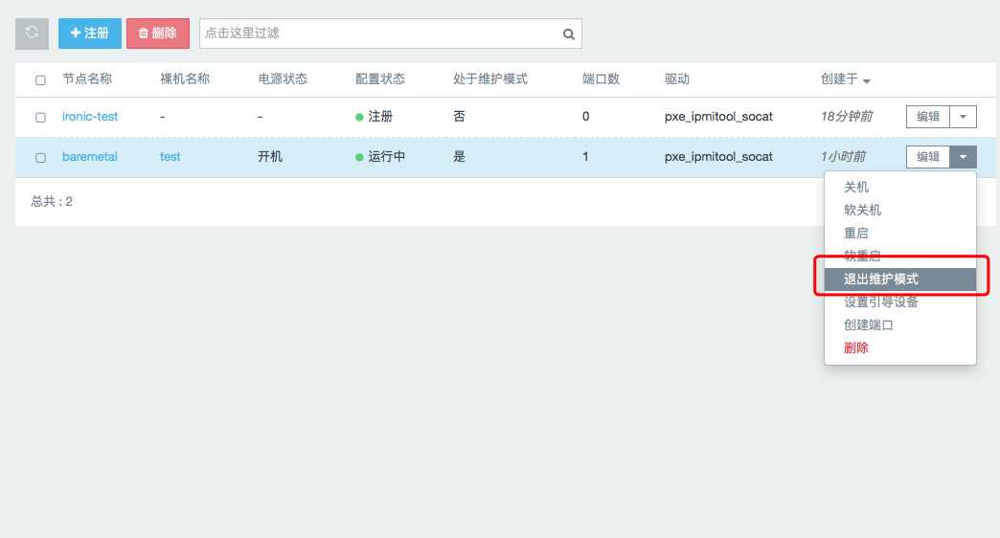 注册 删除 点击这里过滤
节点名称 裸机名称 电源状态 配置状态 处于维护模式 端口数 驱动 创建于
ironic-test - - 注册 否 0 pxe_ipmitool_socat 18分钟前 编辑
baremetal test 开机 运行中 是 1 pxe_ipmitool_socat 1小时前 编辑
总共 : 2
关机
软关机
重启
软重启
退出维护模式
设置引导设备
创建端口
删除